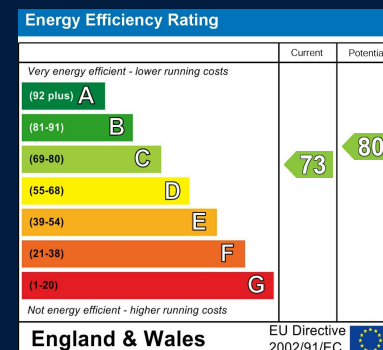 Energy Efficiency Rating
Current Potentia
Very energy efficient - lower running costs
(92 plus) A
(81-91) B
(69-80) C
(55-68) D
(39-54) E
(21-38) F
(1-20) G
73
80
Not energy efficient - higher running costs
England & Wales
EU Directive
2002/91/EC